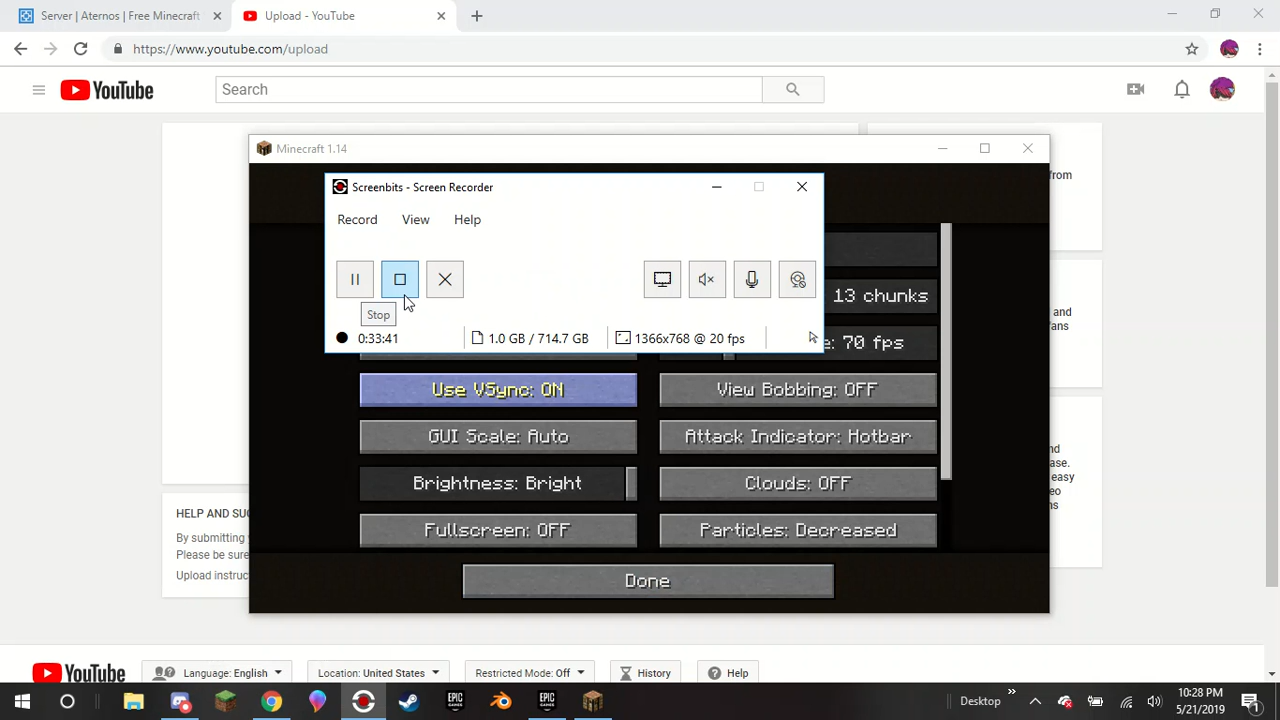 Server | Aternos | Free Minecraft
Upload - YouTube
https://www.youtube.com/upload
YouTube
Search
Minecraft 1.14
from
Screenbits - Screen Recorder
Record View Help
13 chunks
Stop
and
fans
0:33:41
1.0 GB / 714.7 GB
1366x768 @ 20 fps
e: 70 fps
Use VSync: ON
View Bobbing: OFF
GUI Scale: Auto
Attack Indicator: Hotbar
nd
ase.
easy
eo
s
Brightness: Bright
Clouds: OFF
HELP AND SUG
By submitting
Please be sure
Upload instruc
Fullscreen: OFF
Particles: Decreased
Done
YouTube
Language: English
Location: United States
Restricted Mode: Off
History
Help
Desktop
10:28 PM
5/21/2019
1